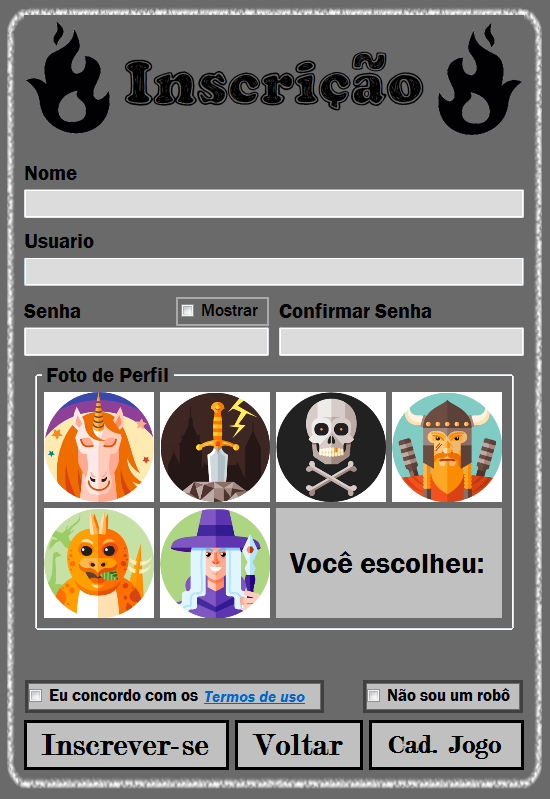 Inscrição
Nome
Usuario
Senha
Mostrar
Confirmar Senha
Foto de Perfil
Você escolheu:
Eu concordo com os Termos de uso
Não sou um robô
Inscrever-se
Voltar
Cad. Jogo